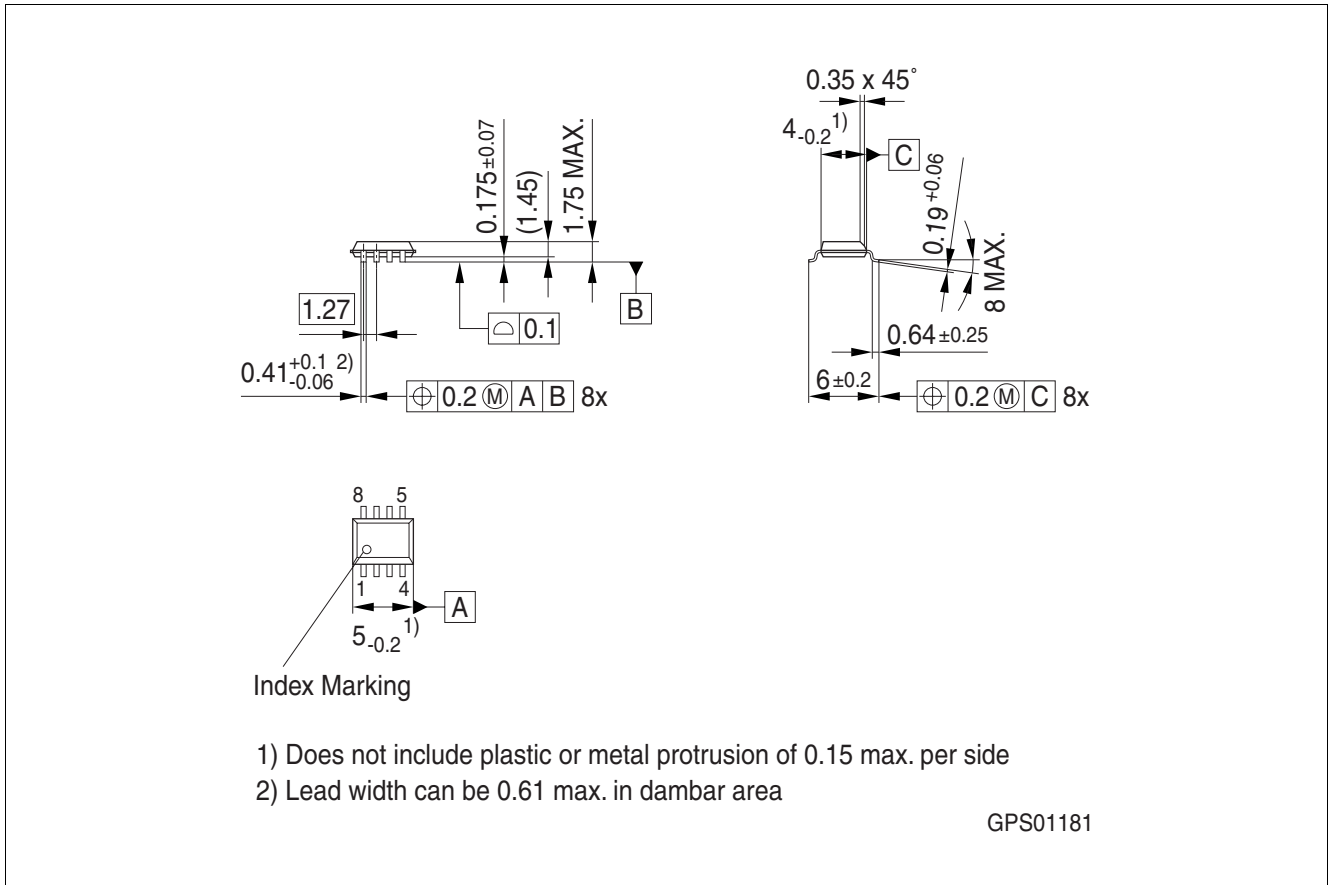 0.175±0.07
(1.45)
1.75 MAX.
1.27
0.41 +0.1 -0.06 2)
⌓ 0.1
B
⌖ 0.2 Ⓜ A B 8x
0.35 x 45˚
4-0.2 1)
C
0.19 +0.06
8 MAX.
0.64 ±0.25
6±0.2
⌖ 0.2 Ⓜ C 8x
8 5
1 4
A
5-0.2 1)
Index Marking
1) Does not include plastic or metal protrusion of 0.15 max. per side
2) Lead width can be 0.61 max. in dambar area
GPS01181